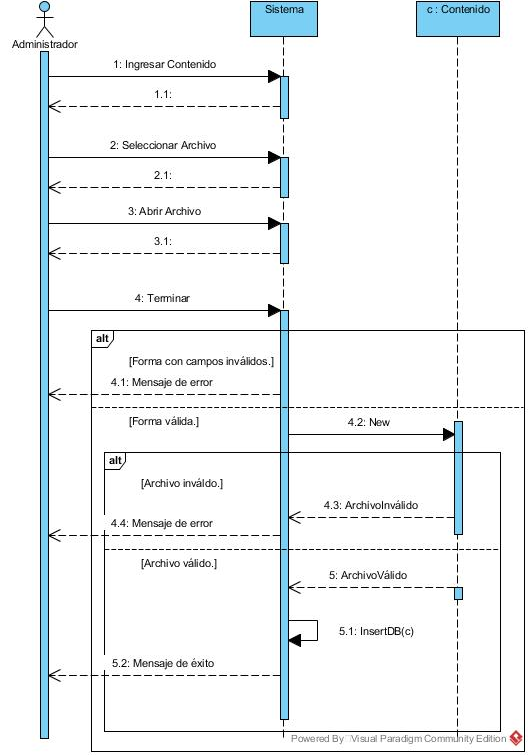 Sistema
c : Contenido
Administrador
1: Ingresar Contenido
1.1:
2: Seleccionar Archivo
2.1:
3: Abrir Archivo
3.1:
4: Terminar
alt
[Forma con campos inválidos.]
4.1: Mensaje de error
[Forma válida.]
4.2: New
alt
[Archivo inváldo.]
4.3: ArchivoInválido
4.4: Mensaje de error
[Archivo válido.]
5: ArchivoVálido
5.1: InsertDB(c)
5.2: Mensaje de éxito
Powered By Visual Paradigm Community Edition